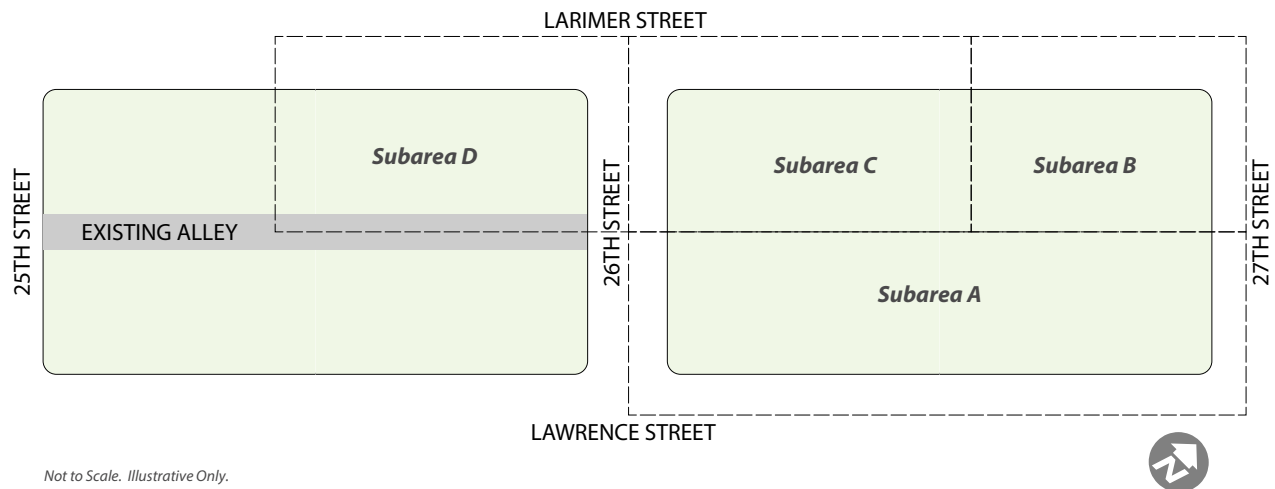 LARIMER STREET
25TH STREET
Subarea D
EXISTING ALLEY
26TH STREET
Subarea C
Subarea B
27TH STREET
Subarea A
LAWRENCE STREET
Not to Scale. Illustrative Only.
N